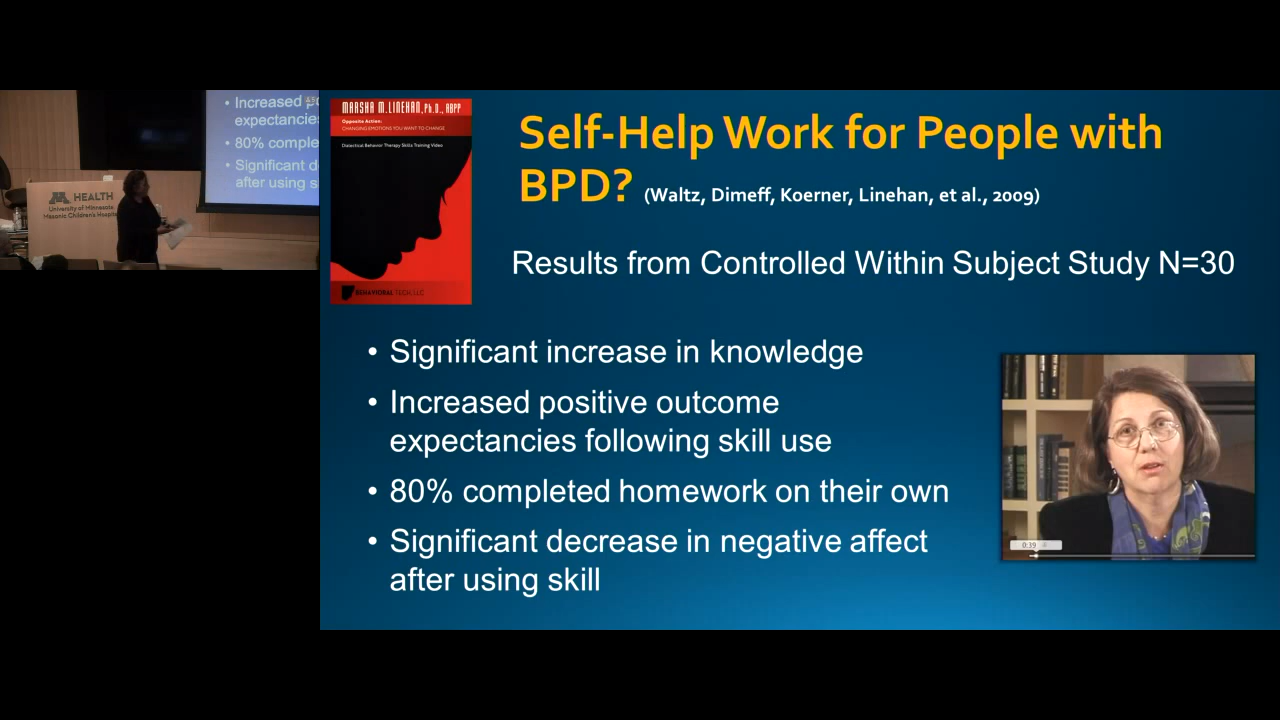 Increased
expectancies
80% comple
Significant d
after using s
HEALTH
University of Minnesota
Masonic Children's Hospital
MARSHA M. LINEHAN, Ph.D., ABPP
Opposite Action:
CHANGING EMOTIONS YOU WANT TO CHANGE
Dialectical Behavior Therapy Skills Training Video
BEHAVIORAL TECH, LLC
Self-Help Work for People with
BPD? (Waltz, Dimeff, Koerner, Linehan, et al., 2009)
Results from Controlled Within Subject Study N=30
• Significant increase in knowledge
• Increased positive outcome
expectancies following skill use
• 80% completed homework on their own
• Significant decrease in negative affect
after using skill
0:39